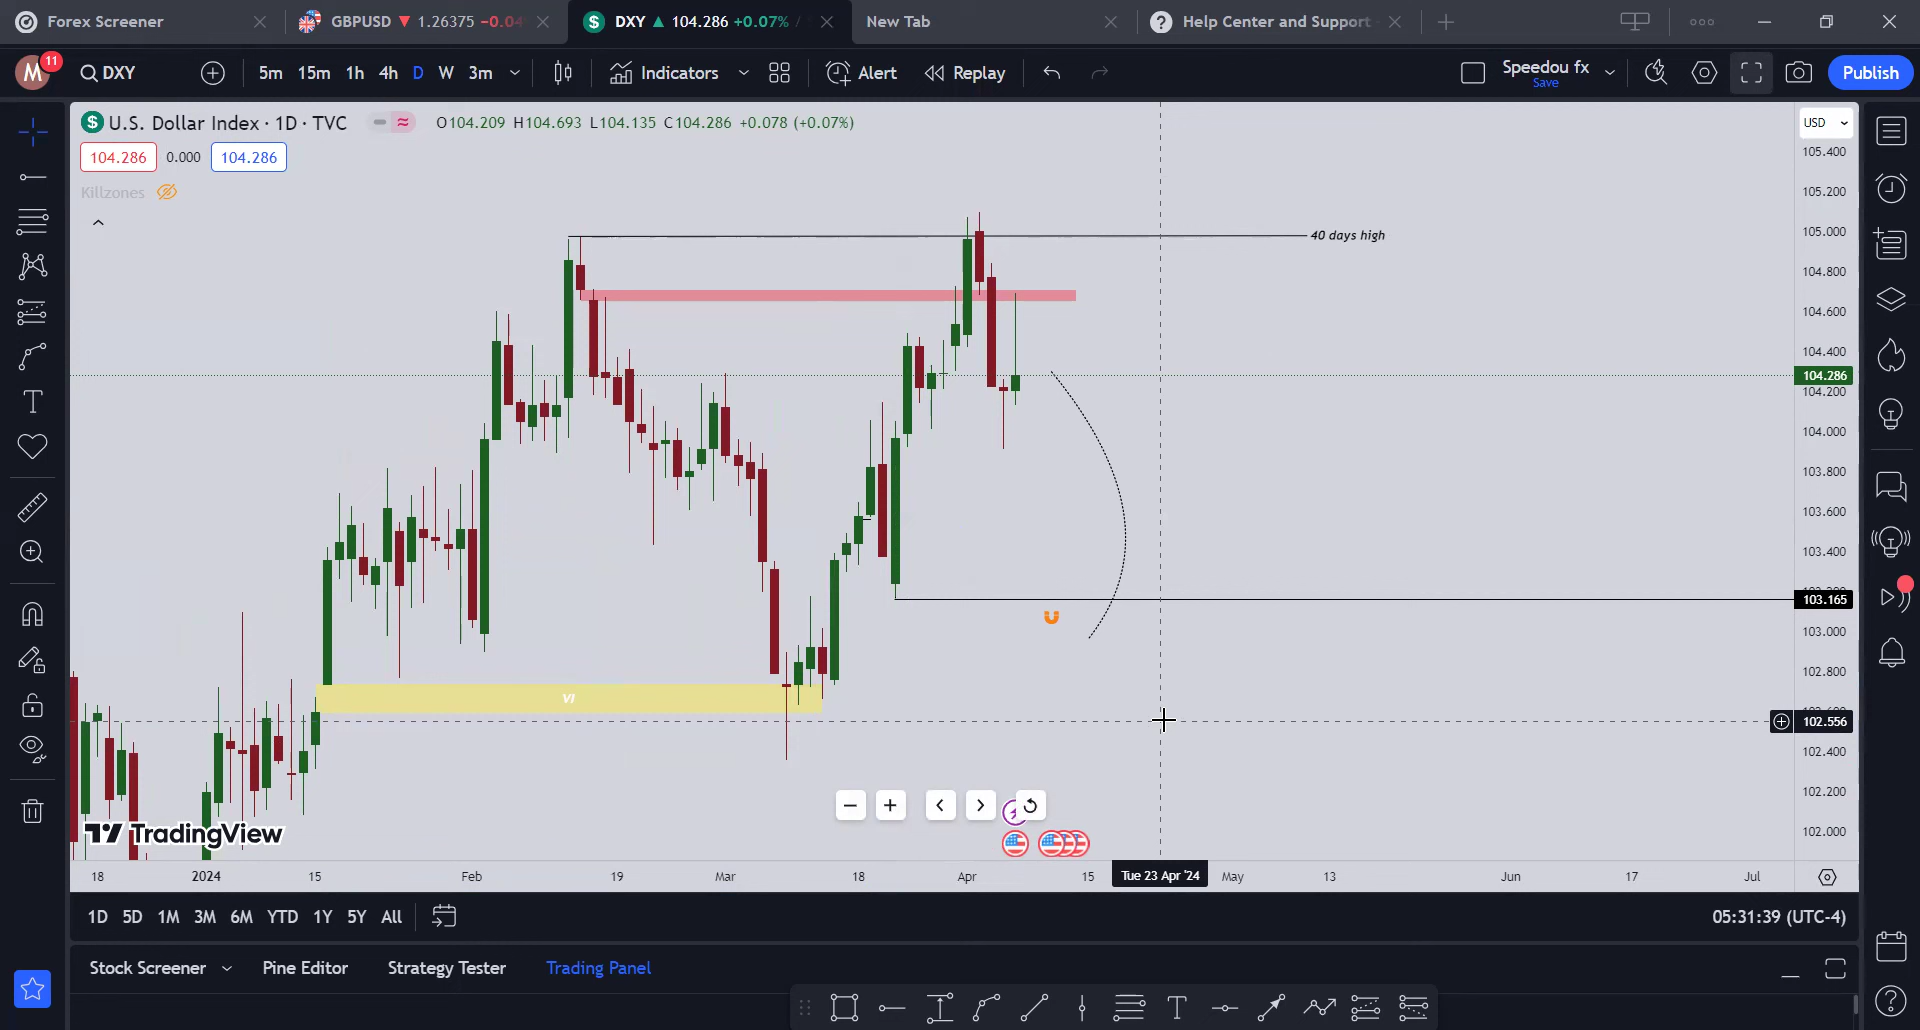 Forex Screener
GBPUSD ▼ 1.26375 −0.04
DXY ▲ 104.286 +0.07% /
New Tab
Help Center and Support
M
11
DXY
5m 15m 1h 4h D W 3m
Indicators
Alert
Replay
Speedou fx
Save
Publish
$ U.S. Dollar Index · 1D · TVC
O104.209 H104.693 L104.135 C104.286 +0.078 (+0.07%)
104.286 0.000 104.286
Killzones
USD
105.400
105.200
105.000
104.800
104.600
104.400
104.286
104.200
104.000
103.800
103.600
103.400
103.165
103.000
102.800
102.556
102.400
102.200
102.000
40 days high
VI
TradingView
18 2024 15 Feb 19 Mar 18 Apr 15 Tue 23 Apr '24 May 13 Jun 17 Jul
1D 5D 1M 3M 6M YTD 1Y 5Y All
05:31:39 (UTC-4)
Stock Screener Pine Editor Strategy Tester Trading Panel